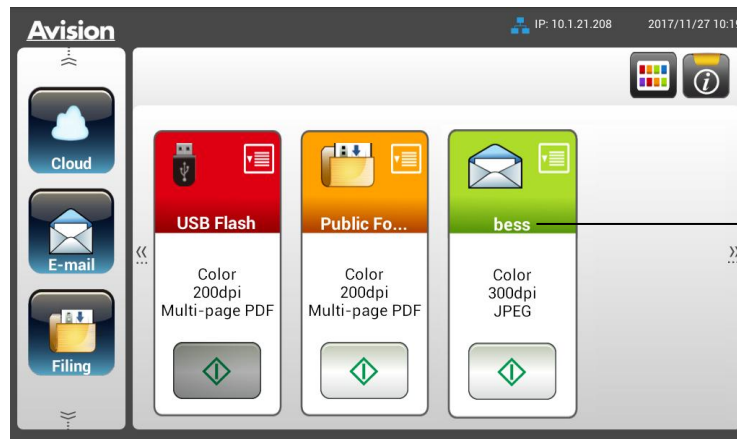 Avision
IP: 10.1.21.208 2017/11/27 10:19
Cloud
E-mail
Filing
USB Flash
Color
200dpi
Multi-page PDF
Public Fo...
Color
200dpi
Multi-page PDF
bess
Color
300dpi
JPEG